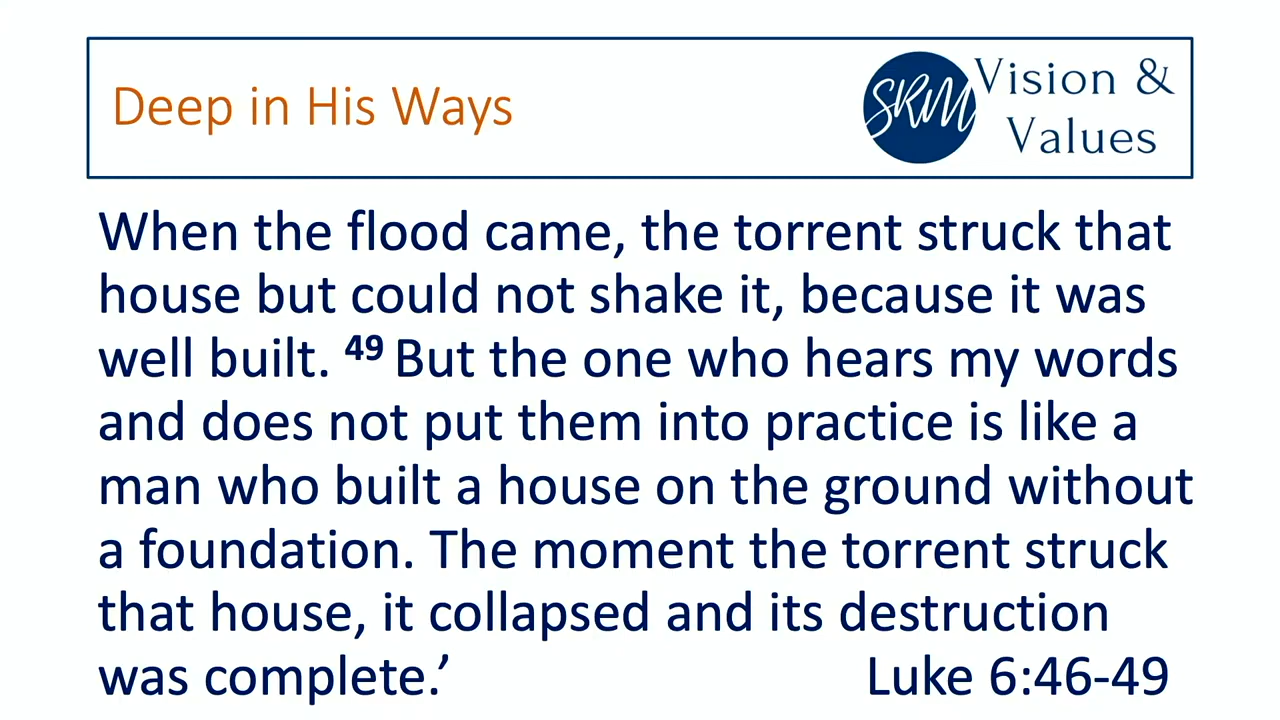 Deep in His Ways
SRM
Vision &
Values
When the flood came, the torrent struck that
house but could not shake it, because it was
well built. 49 But the one who hears my words
and does not put them into practice is like a
man who built a house on the ground without
a foundation. The moment the torrent struck
that house, it collapsed and its destruction
was complete.’ Luke 6:46-49